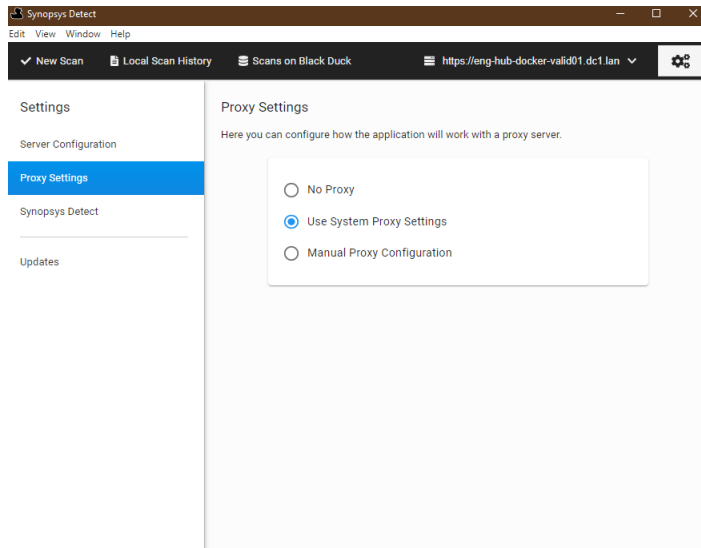 Synopsys Detect
Edit View Window Help
New Scan Local Scan History Scans on Black Duck https://eng-hub-docker-valid01.dc1.lan
Settings
Server Configuration
Proxy Settings
Synopsys Detect
Updates
Proxy Settings
Here you can configure how the application will work with a proxy server.
No Proxy
Use System Proxy Settings
Manual Proxy Configuration